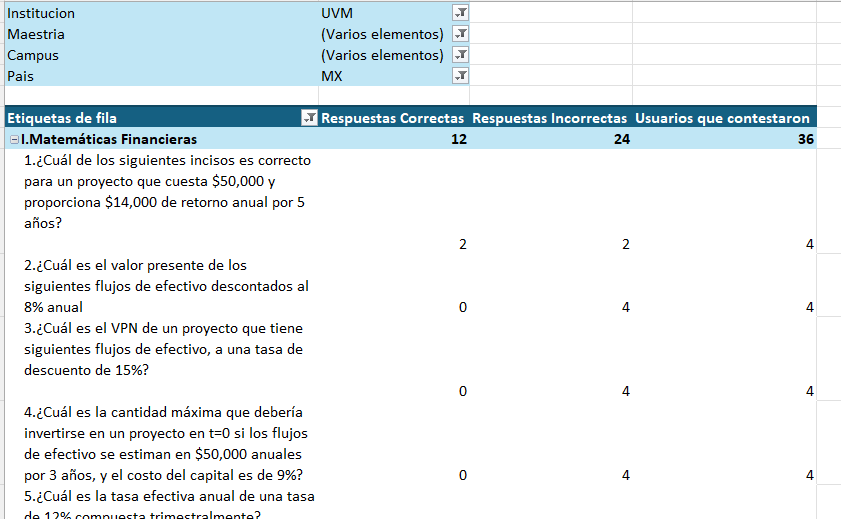 Institucion UVM
Maestria (Varios elementos)
Campus (Varios elementos)
Pais MX
Etiquetas de fila Respuestas Correctas Respuestas Incorrectas Usuarios que contestaron
I.Matemáticas Financieras 12 24 36
1.¿Cuál de los siguientes incisos es correcto
para un proyecto que cuesta $50,000 y
proporciona $14,000 de retorno anual por 5
años?
2 2 4
2.¿Cuál es el valor presente de los
siguientes flujos de efectivo descontados al
8% anual 0 4 4
3.¿Cuál es el VPN de un proyecto que tiene
siguientes flujos de efectivo, a una tasa de
descuento de 15%?
0 4 4
4.¿Cuál es la cantidad máxima que debería
invertirse en un proyecto en t=0 si los flujos
de efectivo se estiman en $50,000 anuales
por 3 años, y el costo del capital es de 9%? 0 4 4
5.¿Cuál es la tasa efectiva anual de una tasa
de 12% compuesta trimestralmente?